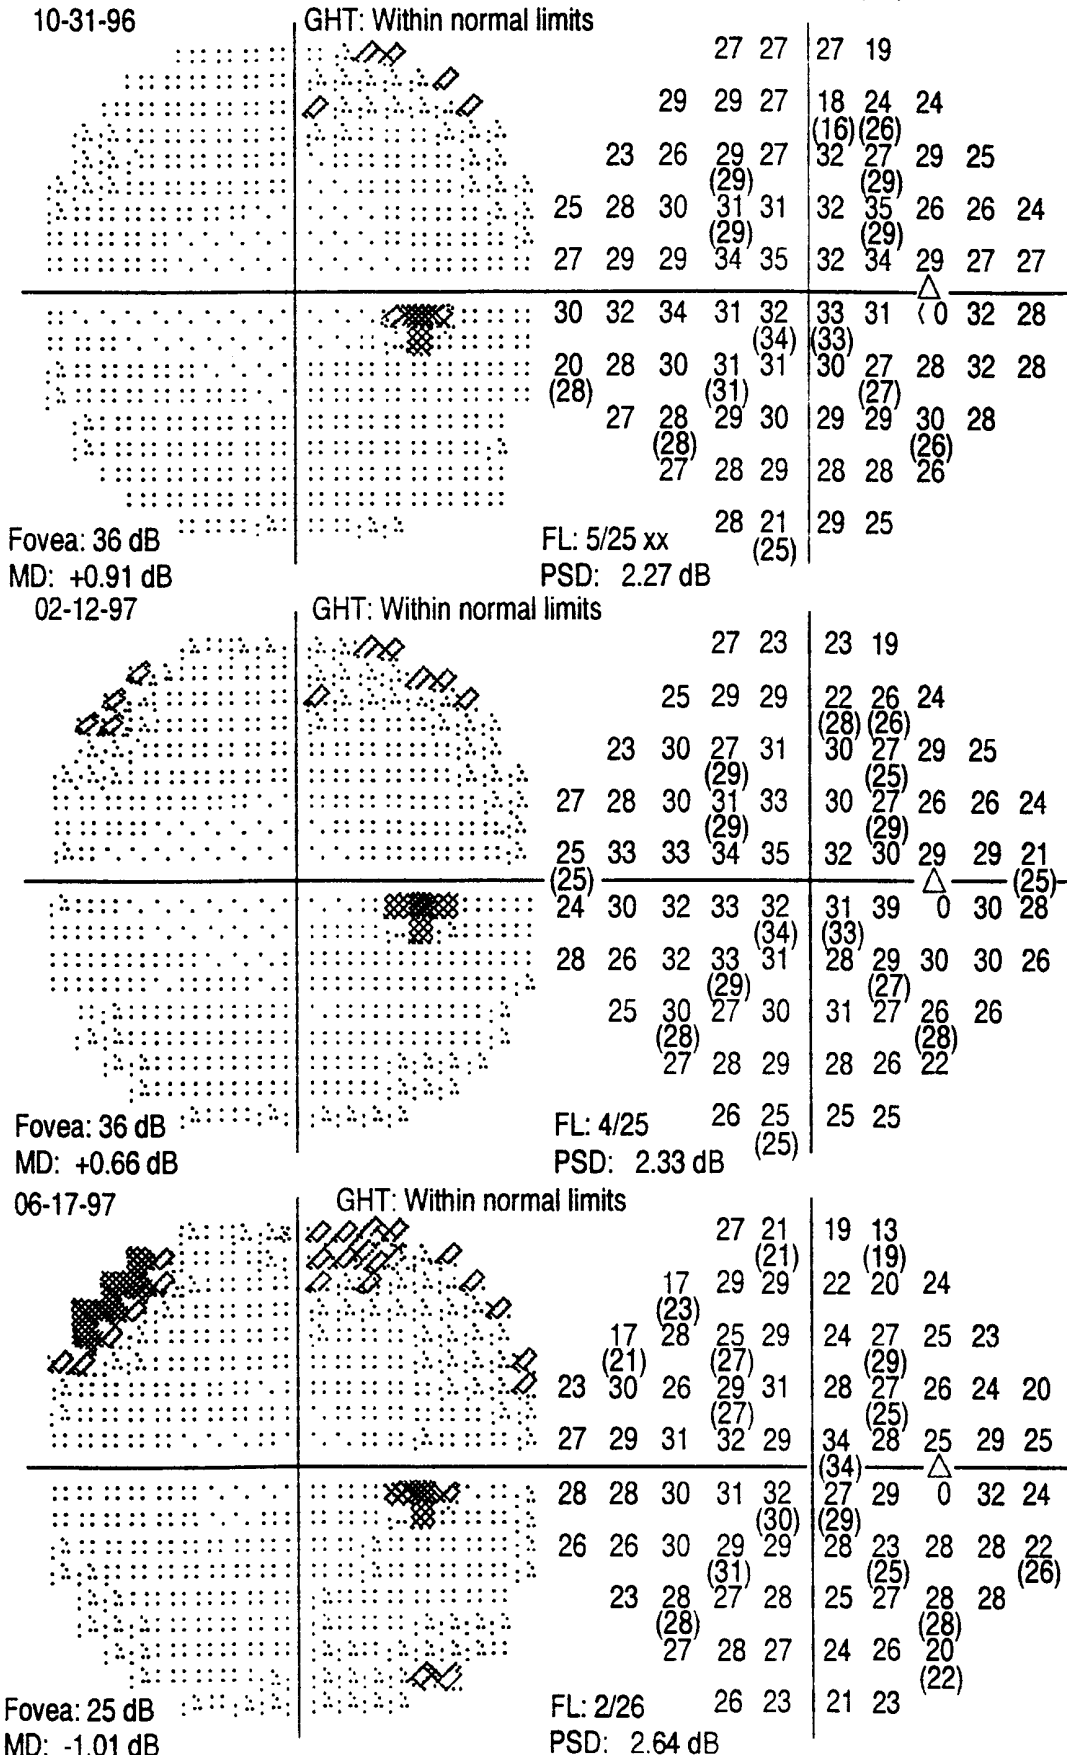 10-31-96 GHT: Within normal limits
27 27 27 19
29 29 27 18 24 24
(16) (26)
23 26 29 27 32 27 29 25
(29) (29)
25 28 30 31 31 32 35 26 26 24
(29) (29)
27 29 29 34 35 32 34 29 27 27
30 32 34 31 32 33 31 <0 32 28
(34) (33)
20 28 30 31 31 30 27 28 32 28
(28) (31) (27)
27 28 29 30 29 29 30 28
(28) (26)
27 28 29 28 28 26
28 21 29 25
(25)
Fovea: 36 dB FL: 5/25 xx
MD: +0.91 dB PSD: 2.27 dB
02-12-97 GHT: Within normal limits
27 23 23 19
25 29 29 22 26 24
(28) (26)
23 30 27 31 30 27 29 25
(29) (25)
27 28 30 31 33 30 27 26 26 24
(29) (29)
25 33 33 34 35 32 30 29 29 21
(25) (25)
24 30 32 33 32 31 39 0 30 28
(34) (33)
28 26 32 33 31 28 29 30 30 26
(29) (27)
25 30 27 30 31 27 26 26
(28) (28)
27 28 29 28 26 22
26 25 25 25
(25)
Fovea: 36 dB FL: 4/25
MD: +0.66 dB PSD: 2.33 dB
06-17-97 GHT: Within normal limits
27 21 19 13
(21) (19)
17 29 29 22 20 24
(23)
17 28 25 29 24 27 25 23
(21) (27) (29)
23 30 26 29 31 28 27 26 24 20
(27) (25)
27 29 31 32 29 34 28 25 29 25
(34)
28 28 30 31 32 27 29 0 32 24
(30) (29)
26 26 30 29 29 28 23 28 28 22
(31) (25) (26)
23 28 27 28 25 27 28 28
(28) (28)
27 28 27 24 26 20
(22)
26 23 21 23
Fovea: 25 dB FL: 2/26
MD: -1.01 dB PSD: 2.64 dB